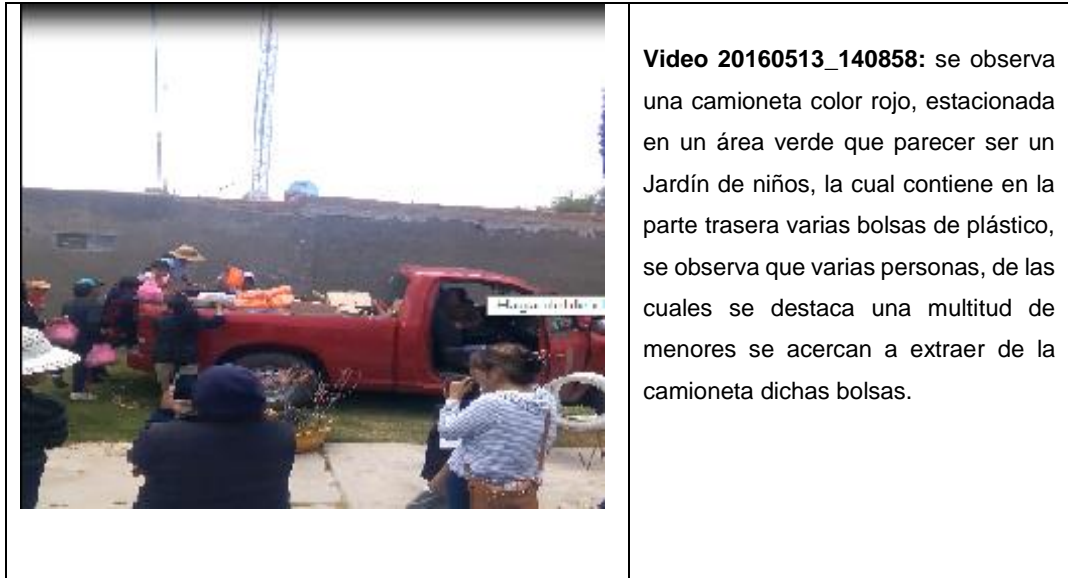 Video 20160513_140858: se observa
una camioneta color rojo, estacionada
en un área verde que parecer ser un
Jardín de niños, la cual contiene en la
parte trasera varias bolsas de plástico,
se observa que varias personas, de las
cuales se destaca una multitud de
menores se acercan a extraer de la
camioneta dichas bolsas.